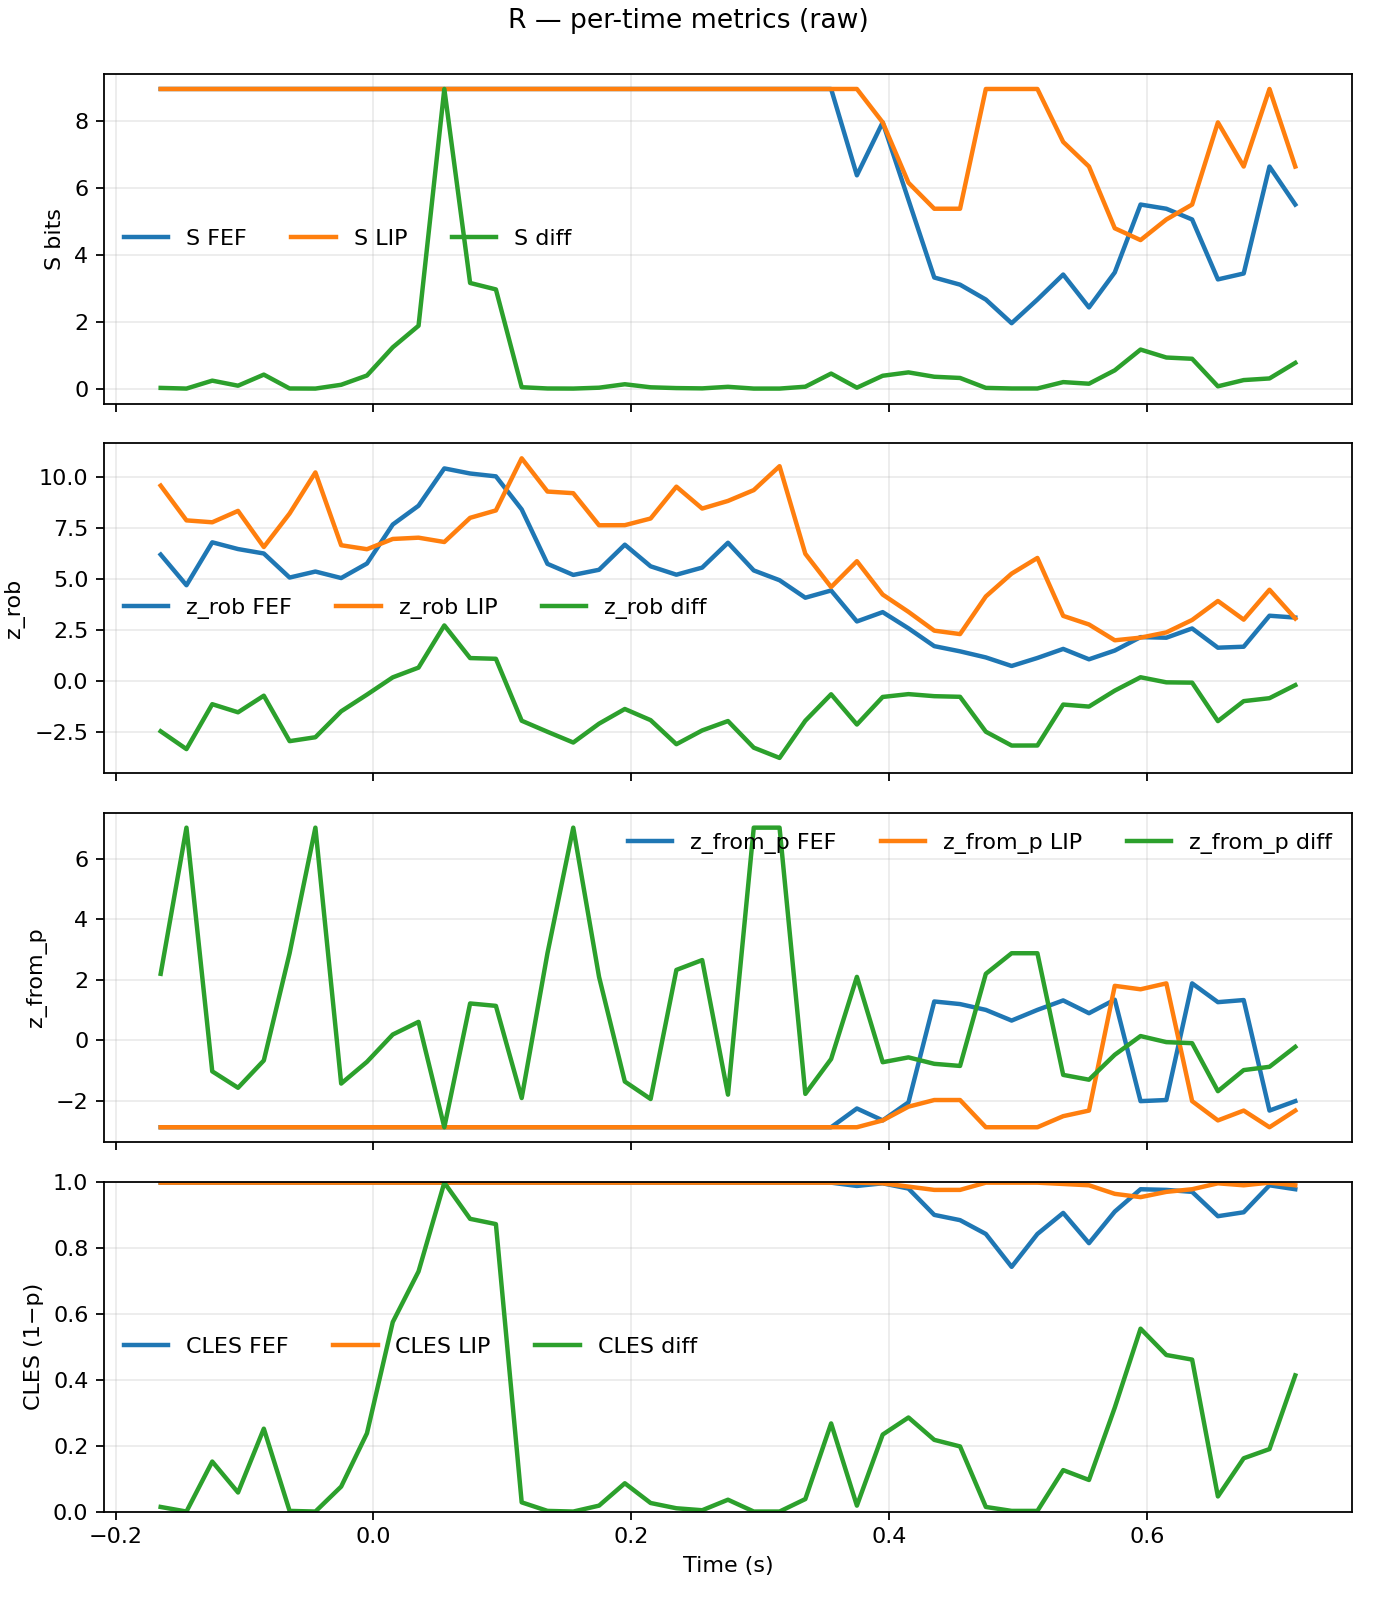 R — per-time metrics (raw)
S bits
8
6
4
2
0
S FEF S LIP S diff
z_rob
10.0
7.5
5.0
2.5
0.0
−2.5
z_rob FEF z_rob LIP z_rob diff
z_from_p
6
4
2
0
−2
z_from_p FEF z_from_p LIP z_from_p diff
CLES (1−p)
1.0
0.8
0.6
0.4
0.2
0.0
CLES FEF CLES LIP CLES diff
−0.2 0.0 0.2 0.4 0.6
Time (s)